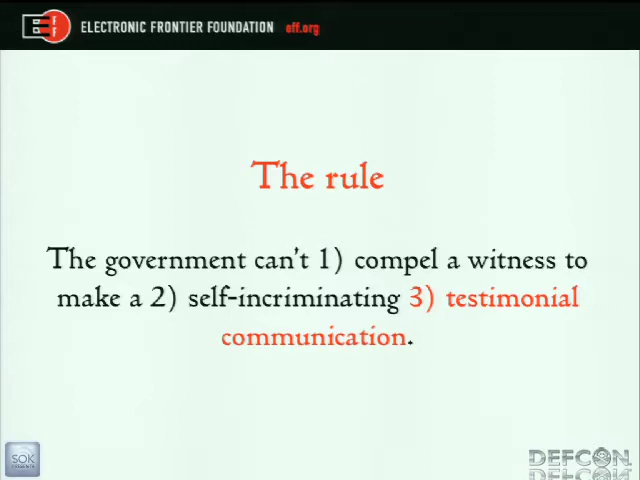 ELECTRONIC FRONTIER FOUNDATION eff.org
The rule
The government can't 1) compel a witness to
make a 2) self-incriminating 3) testimonial
communication.
SOK
DEFCON